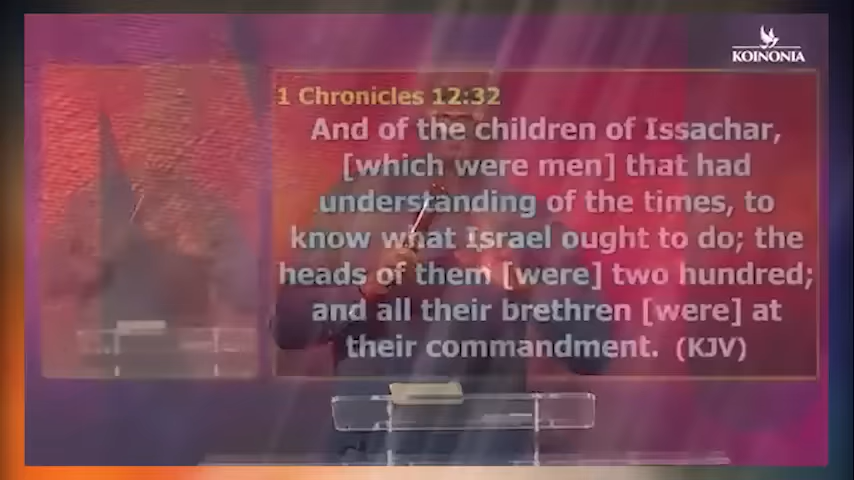 KOINONIA
1 Chronicles 12:32
And of the children of Issachar,
[which were men] that had
understanding of the times, to
know what Israel ought to do; the
heads of them [were] two hundred;
and all their brethren [were] at
their commandment. (KJV)